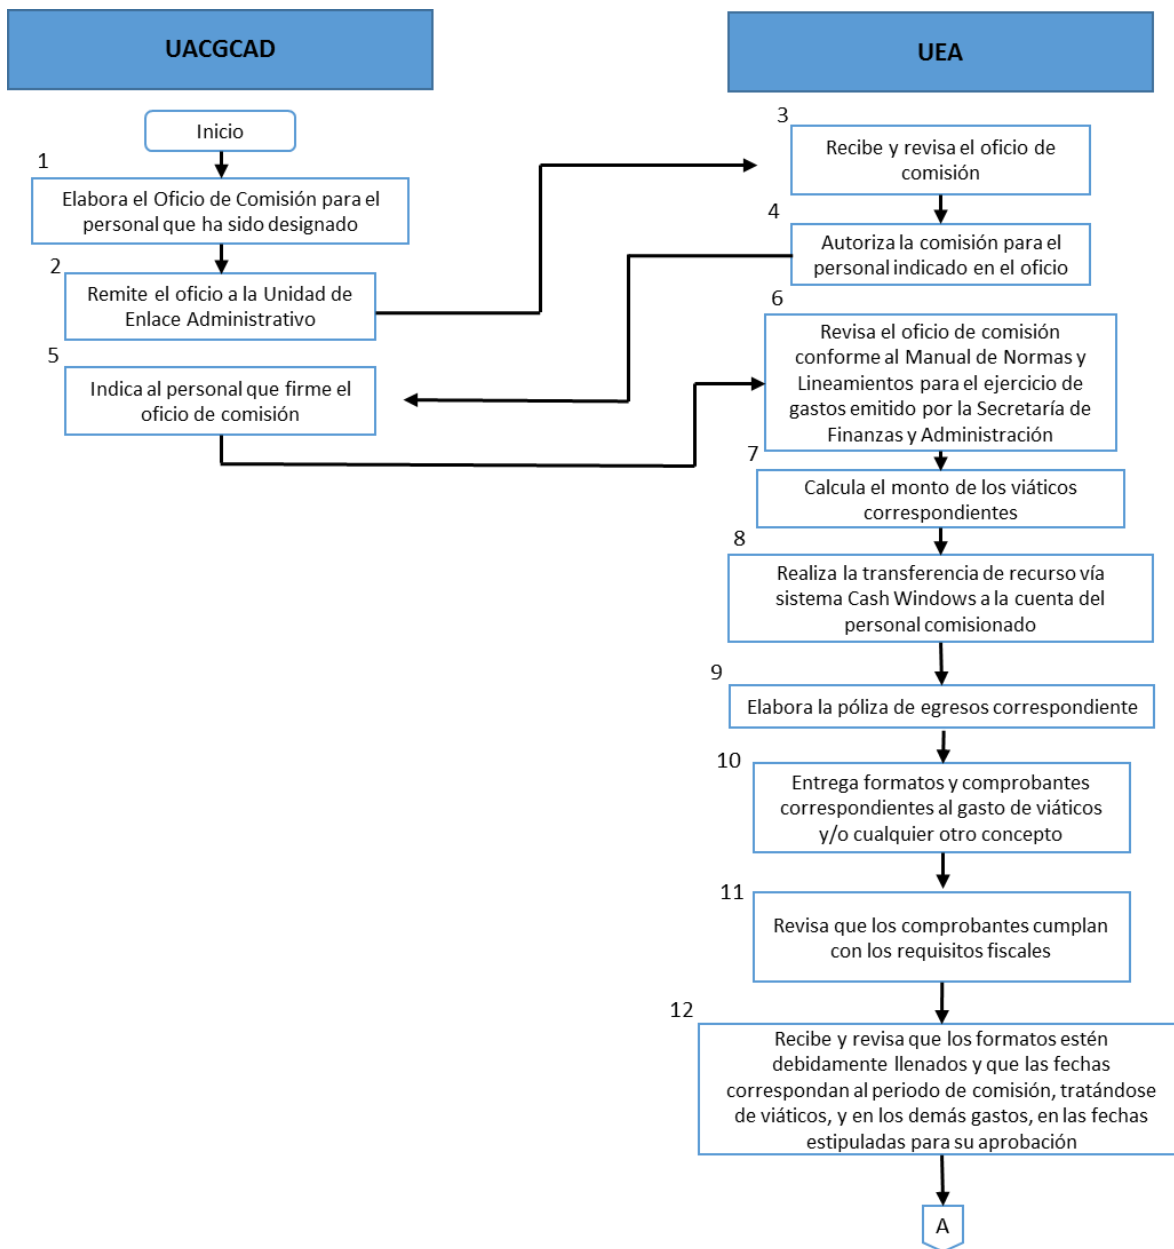 UACGCAD
UEA
Inicio
1
Elabora el Oficio de Comisión para el
personal que ha sido designado
2
Remite el oficio a la Unidad de
Enlace Administrativo
3
Recibe y revisa el oficio de
comisión
4
Autoriza la comisión para el
personal indicado en el oficio
5
Indica al personal que firme el
oficio de comisión
6
Revisa el oficio de comisión
conforme al Manual de Normas y
Lineamientos para el ejercicio de
gastos emitido por la Secretaría de
Finanzas y Administración
7
Calcula el monto de los viáticos
correspondientes
8
Realiza la transferencia de recurso vía
sistema Cash Windows a la cuenta del
personal comisionado
9
Elabora la póliza de egresos correspondiente
10
Entrega formatos y comprobantes
correspondientes al gasto de viáticos
y/o cualquier otro concepto
11
Revisa que los comprobantes cumplan
con los requisitos fiscales
12
Recibe y revisa que los formatos estén
debidamente llenados y que las fechas
correspondan al periodo de comisión, tratándose
de viáticos, y en los demás gastos, en las fechas
estipuladas para su aprobación
A